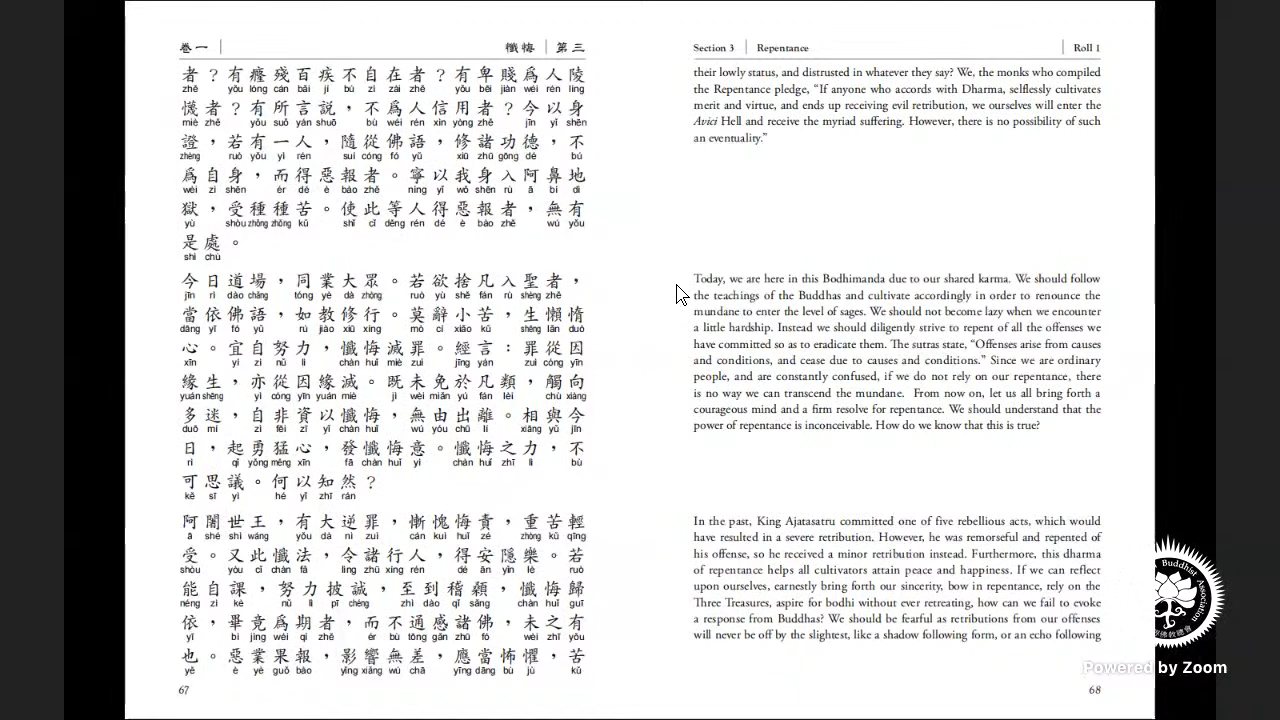 卷一 懺悔 第三
者？有癃殘百疾不自在者？有卑賤爲人陵
zhě yǒu lóng cán bǎi jí bù zì zài zhě yǒu bēi jiàn wéi rén líng
懱者？有所言說，不爲人信用者？今以身
miè zhě yǒu suǒ yán shuō bù wéi rén xìn yòng zhě jīn yǐ shēn
證，若有一人，隨從佛語，修諸功德，不
zhèng ruò yǒu yì rén suí cóng fó yǔ xiū zhū gōng dé bú
爲自身，而得惡報者。寧以我身入阿鼻地
wèi zì shēn ér dé è bào zhě níng yǐ wǒ shēn rù ā bí dì
獄，受種種苦。使此等人得惡報者，無有
yù shòu zhǒng zhǒng kǔ shǐ cǐ děng rén dé è bào zhě wú yǒu
是處。
shì chù
今日道場，同業大眾。若欲捨凡入聖者，
jīn rì dào chǎng tóng yè dà zhòng ruò yù shě fán rù shèng zhě
當依佛語，如教修行。莫辭小苦，生懶惰
dāng yī fó yǔ rú jiào xiū xíng mò cí xiǎo kǔ shēng lǎn duò
心。宜自努力，懺悔滅罪。經言：罪從因
xīn yí zì nǔ lì chàn huǐ miè zuì jīng yán zuì cóng yīn
緣生，亦從因緣滅。既未免於凡類，觸向
yuán shēng yì cóng yīn yuán miè jì wèi miǎn yú fán lèi chù xiàng
多迷，自非資以懺悔，無由出離。相與今
duō mí zì fēi zī yǐ chàn huǐ wú yóu chū lí xiāng yǔ jīn
日，起勇猛心，發懺悔意。懺悔之力，不
rì qǐ yǒng měng xīn fā chàn huǐ yì chàn huǐ zhī lì bù
可思議。何以知然？
kě sī yì hé yǐ zhī rán
阿闍世王，有大逆罪，慚愧悔責，重苦輕
ā shé shì wáng yǒu dà nì zuì cán kuì huǐ zé zhòng kǔ qīng
受。又此懺法，令諸行人，得安隱樂。若
shòu yòu cǐ chàn fǎ lìng zhū xíng rén dé ān yǐn lè ruò
能自課，努力披誠，至到稽顙，懺悔歸
néng zì kè nǔ lì pī chéng zhì dào qǐ sǎng chàn huǐ guī
依，畢竟爲期者，而不通感諸佛，未之有
yī bì jìng wéi qí zhě ér bù tōng gǎn zhū fó wèi zhī yǒu
也。惡業果報，影響無差，應當怖懼，苦
yě è yè guǒ bào yǐng xiǎng wú chā yīng dāng bù jù kǔ
67
Section 3 Repentance Roll 1
their lowly status, and distrusted in whatever they say? We, the monks who compiled
the Repentance pledge, “If anyone who accords with Dharma, selflessly cultivates
merit and virtue, and ends up receiving evil retribution, we ourselves will enter the
Avici Hell and receive the myriad suffering. However, there is no possibility of such
an eventuality.”
Today, we are here in this Bodhimanda due to our shared karma. We should follow
the teachings of the Buddhas and cultivate accordingly in order to renounce the
mundane to enter the level of sages. We should not become lazy when we encounter
a little hardship. Instead we should diligently strive to repent of all the offenses we
have committed so as to eradicate them. The sutras state, “Offenses arise from causes
and conditions, and cease due to causes and conditions.” Since we are ordinary
people, and are constantly confused, if we do not rely on our repentance, there
is no way we can transcend the mundane. From now on, let us all bring forth a
courageous mind and a firm resolve for repentance. We should understand that the
power of repentance is inconceivable. How do we know that this is true?
In the past, King Ajatasatru committed one of five rebellious acts, which would
have resulted in a severe retribution. However, he was remorseful and repented of
his offense, so he received a minor retribution instead. Furthermore, this dharma
of repentance helps all cultivators attain peace and happiness. If we can reflect
upon ourselves, earnestly bring forth our sincerity, bow in repentance, rely on the
Three Treasures, aspire for bodhi without ever retreating, how can we fail to evoke
a response from Buddhas? We should be fearful as retributions from our offenses
will never be off by the slightest, like a shadow following form, or an echo following
68
Buddhist Association
Powered by Zoom